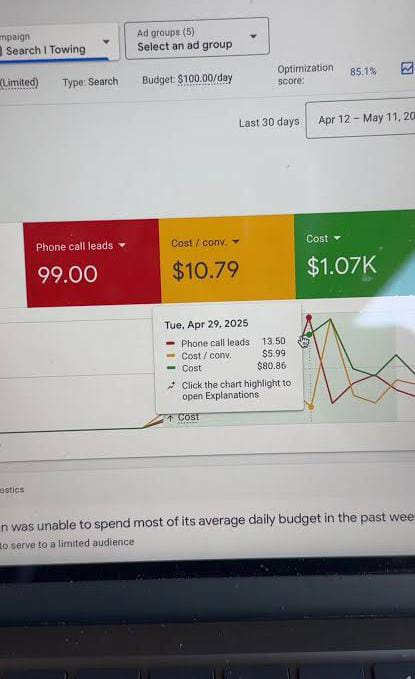 mpaign
Search | Towing
Ad groups (5)
Select an ad group
(Limited)
Type: Search
Budget: $100.00/day
Optimization score:
85.1%
Last 30 days
Apr 12 – May 11, 20
Phone call leads
99.00
Cost / conv.
$10.79
Cost
$1.07K
Tue, Apr 29, 2025
Phone call leads 13.50
Cost / conv. $5.99
Cost $80.86
Click the chart highlight to
open Explanations
Cost
ostics
n was unable to spend most of its average daily budget in the past wee
to serve to a limited audience